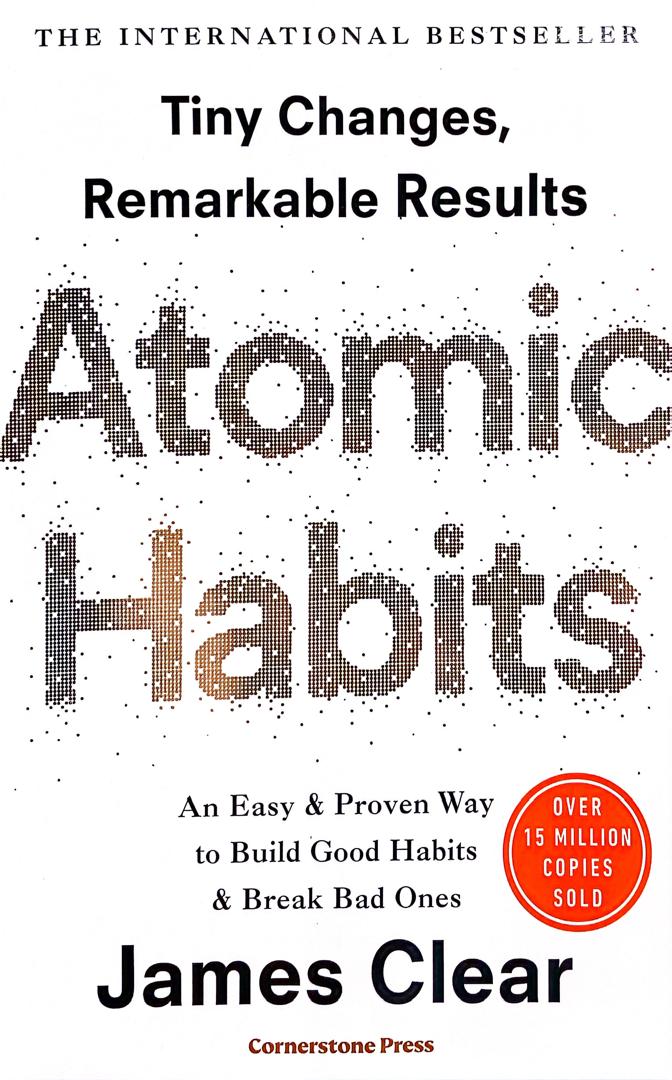 THE INTERNATIONAL BESTSELLER
Tiny Changes,
Remarkable Results
Atomic
Habits
An Easy & Proven Way
to Build Good Habits
& Break Bad Ones
OVER
15 MILLION
COPIES
SOLD
James Clear
Cornerstone Press